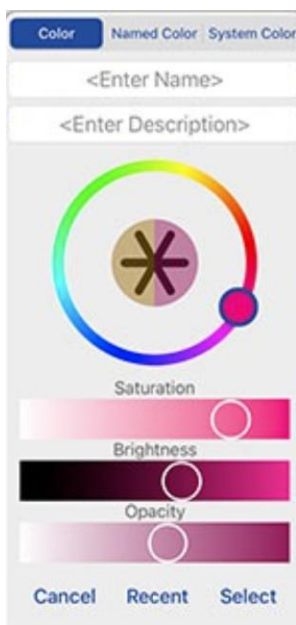 Color Named Color System Color
<Enter Name>
<Enter Description>
Saturation
Brightness
Opacity
Cancel Recent Select